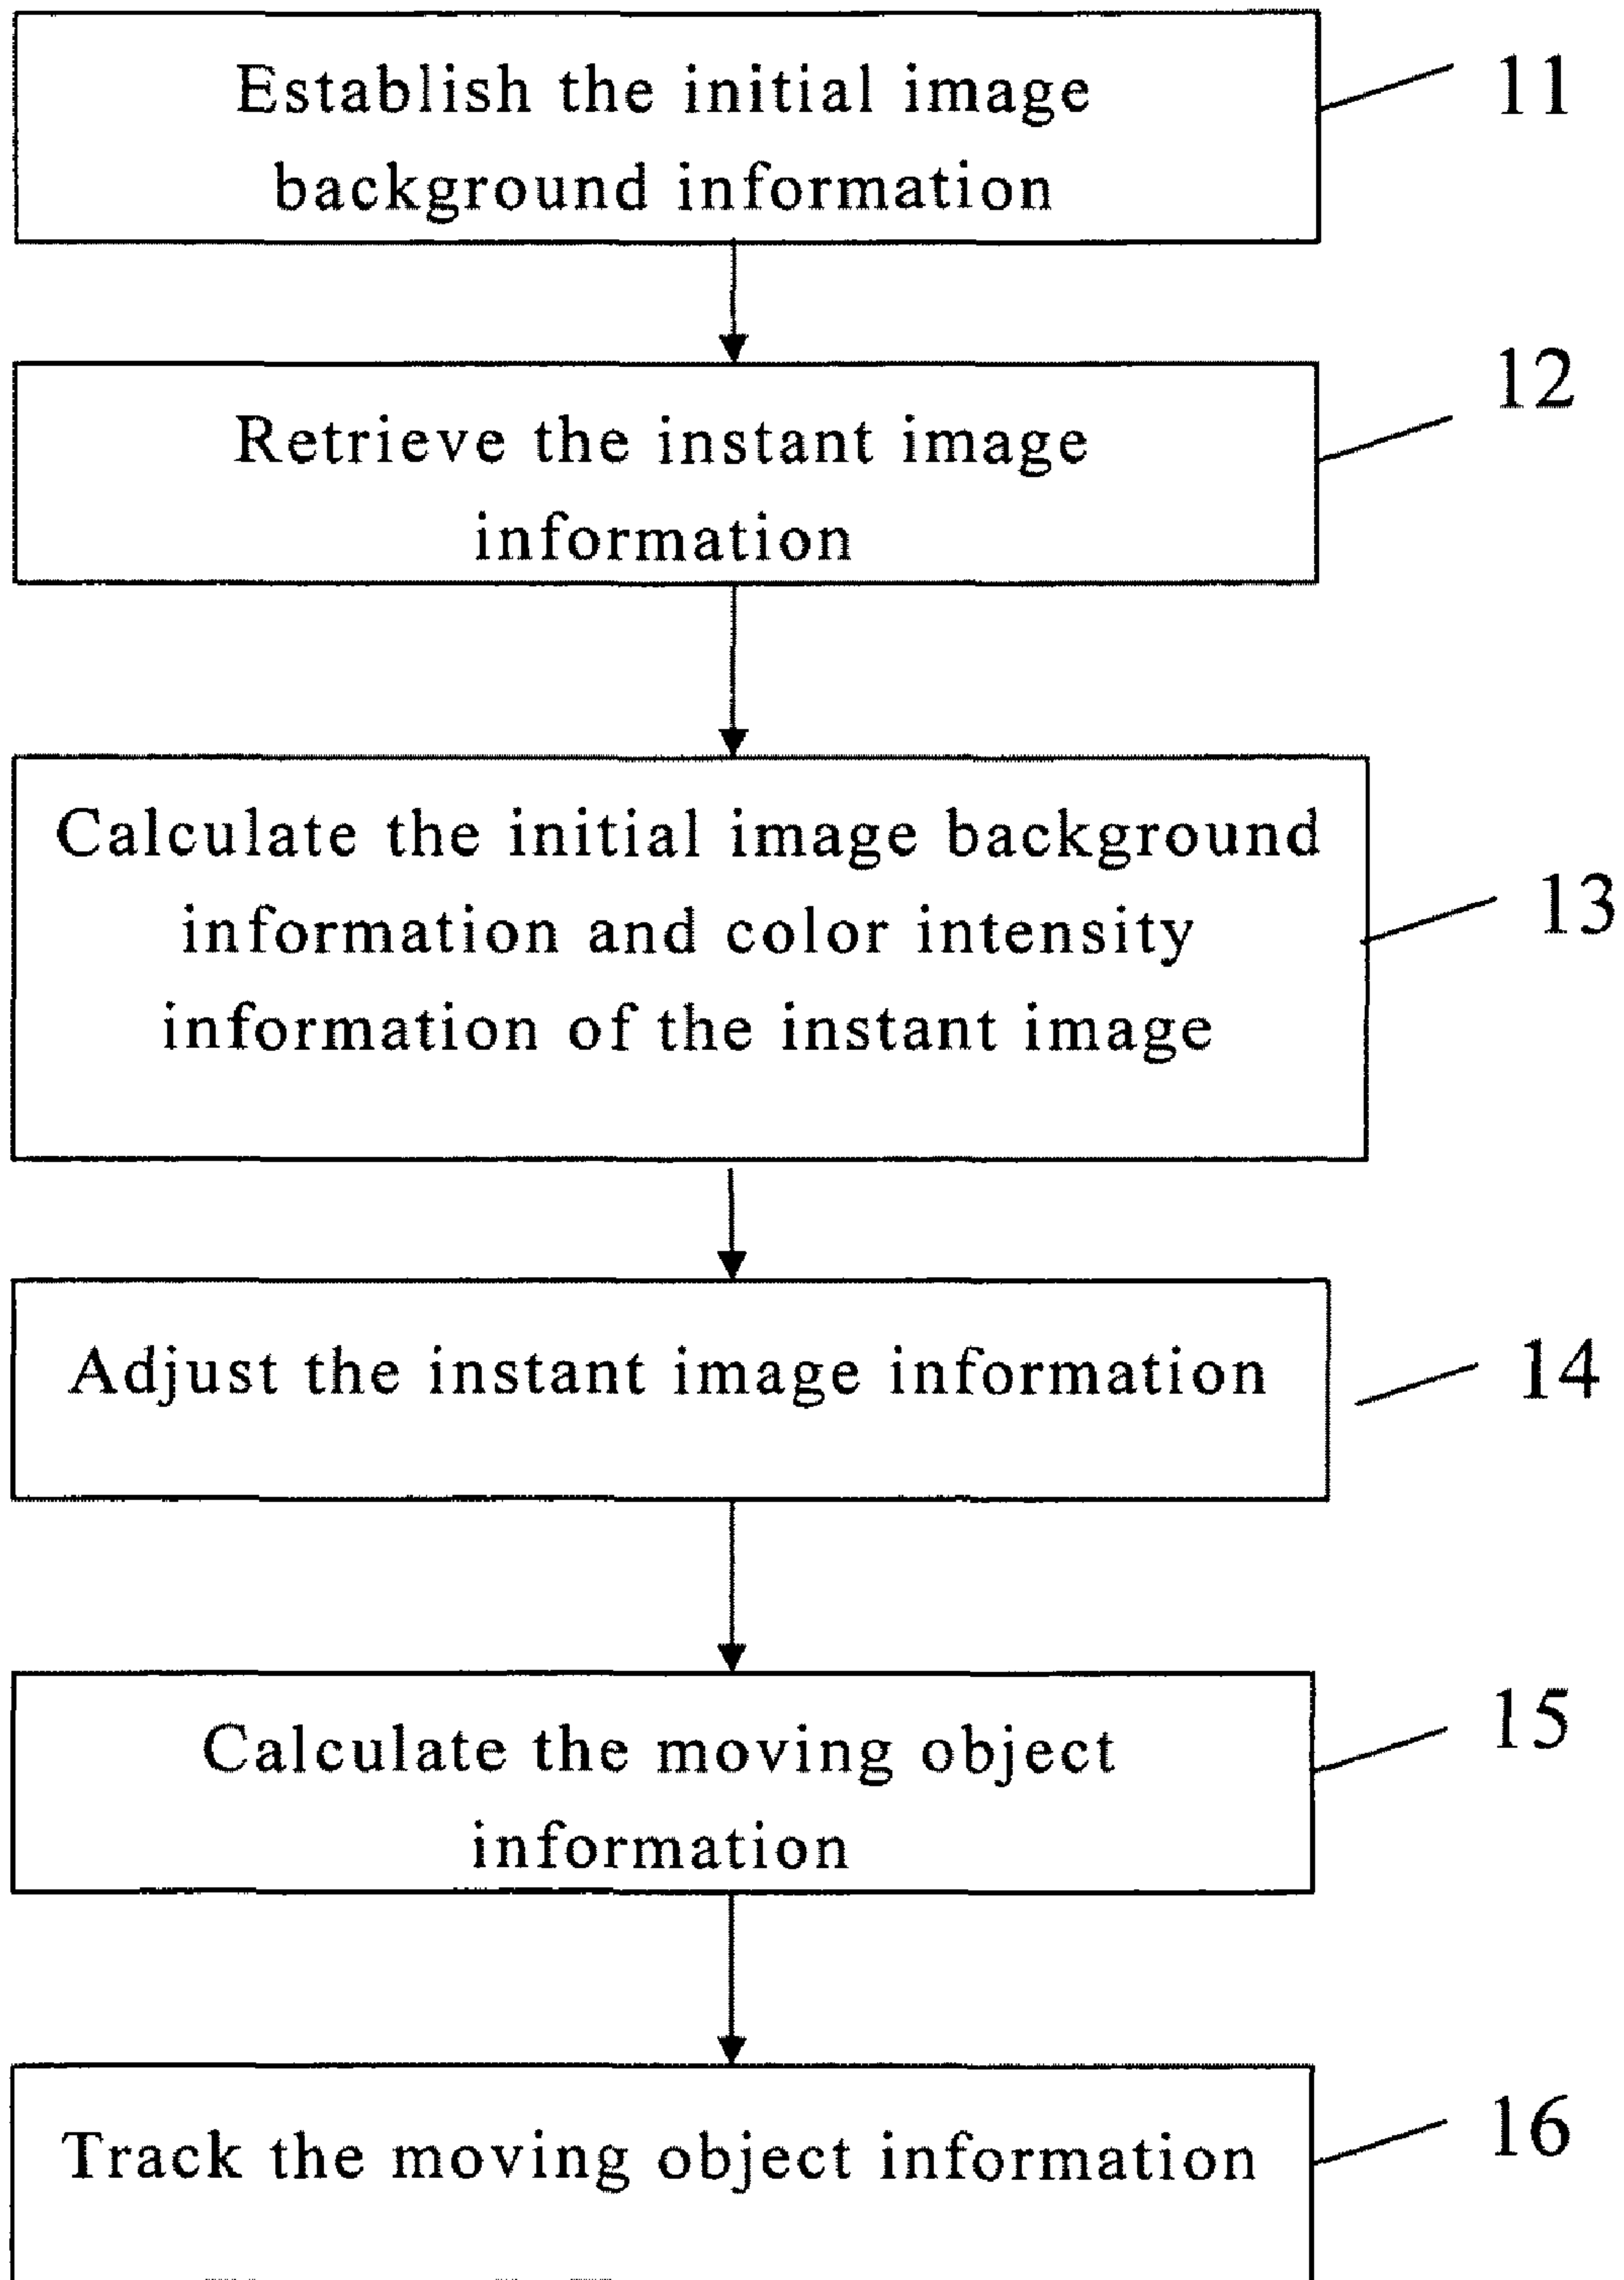 Establish the initial image
background information
11
Retrieve the instant image
information
12
Calculate the initial image background
information and color intensity
information of the instant image
13
Adjust the instant image information
14
Calculate the moving object
information
15
Track the moving object information
16